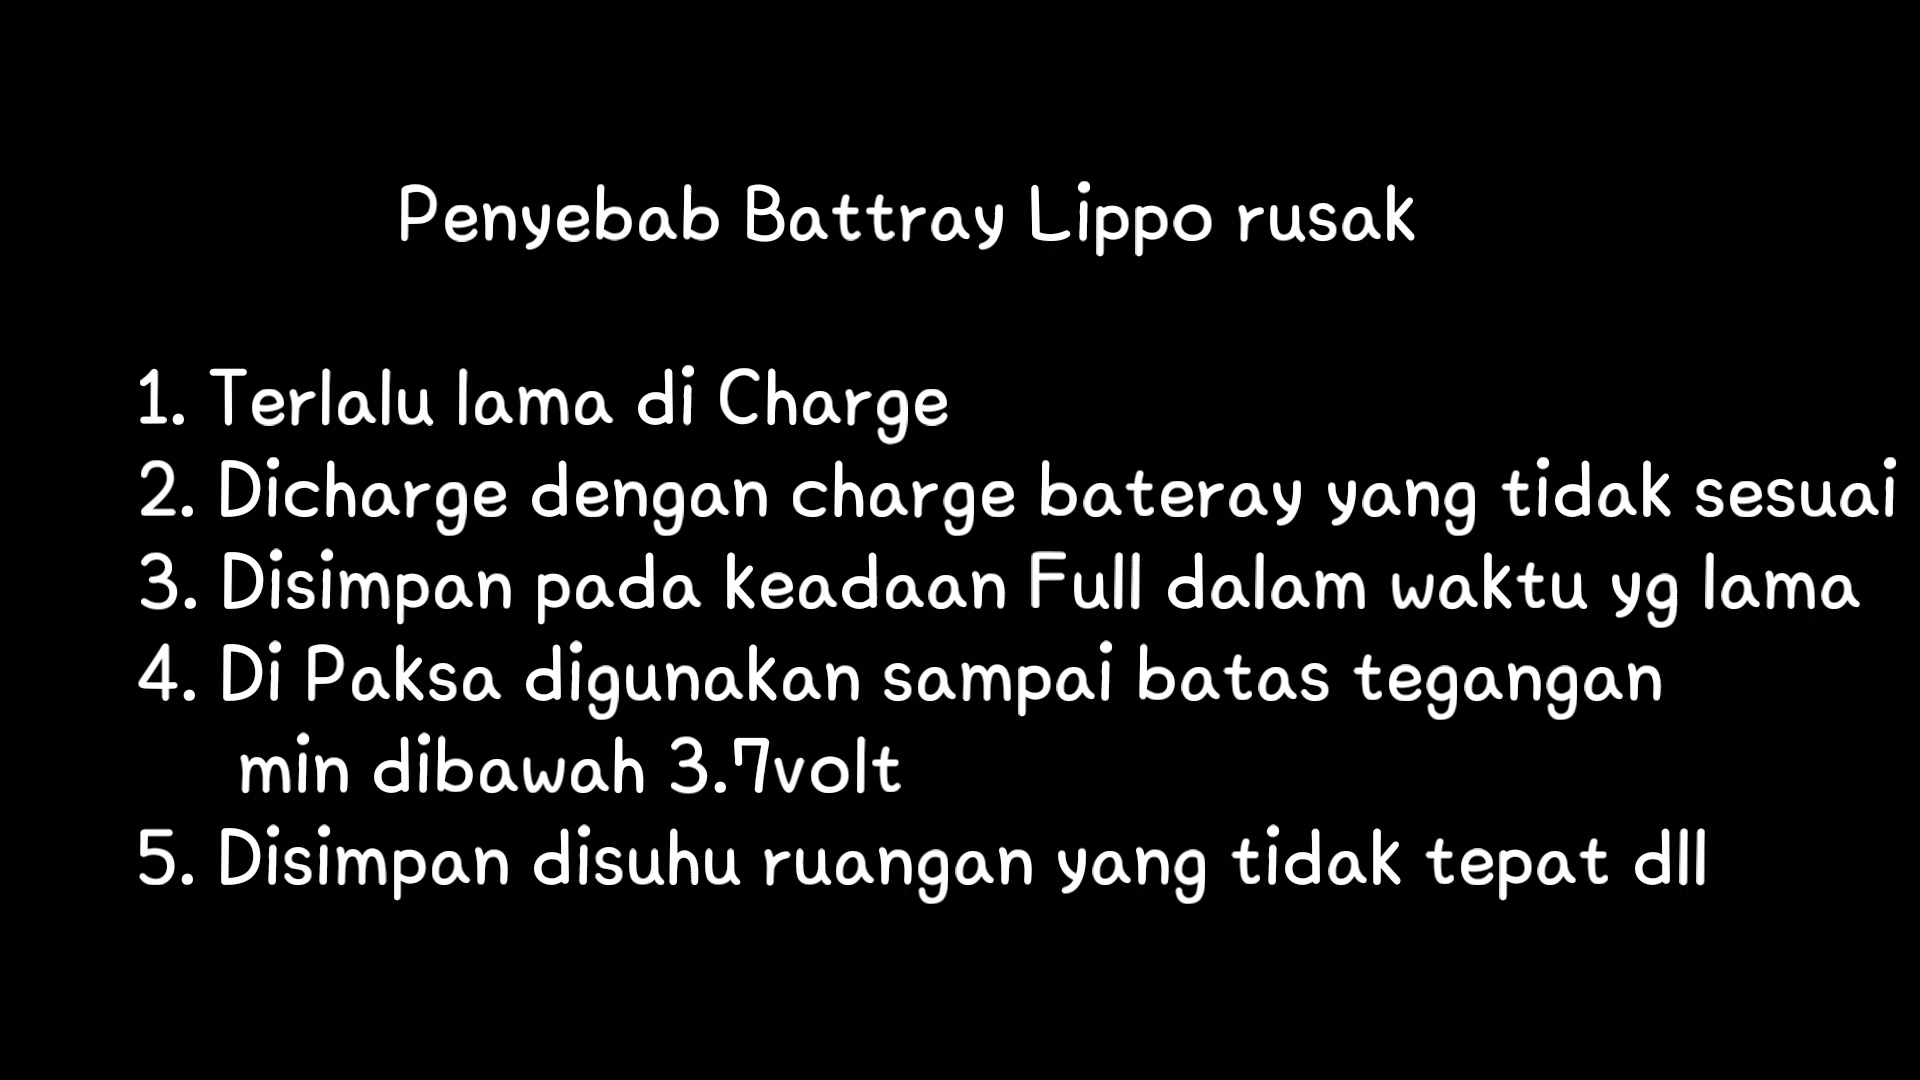 Penyebab Battray Lippo rusak
1. Terlalu lama di Charge
2. Dicharge dengan charge bateray yang tidak sesuai
3. Disimpan pada keadaan Full dalam waktu yg lama
4. Di Paksa digunakan sampai batas tegangan
min dibawah 3.7volt
5. Disimpan disuhu ruangan yang tidak tepat dll